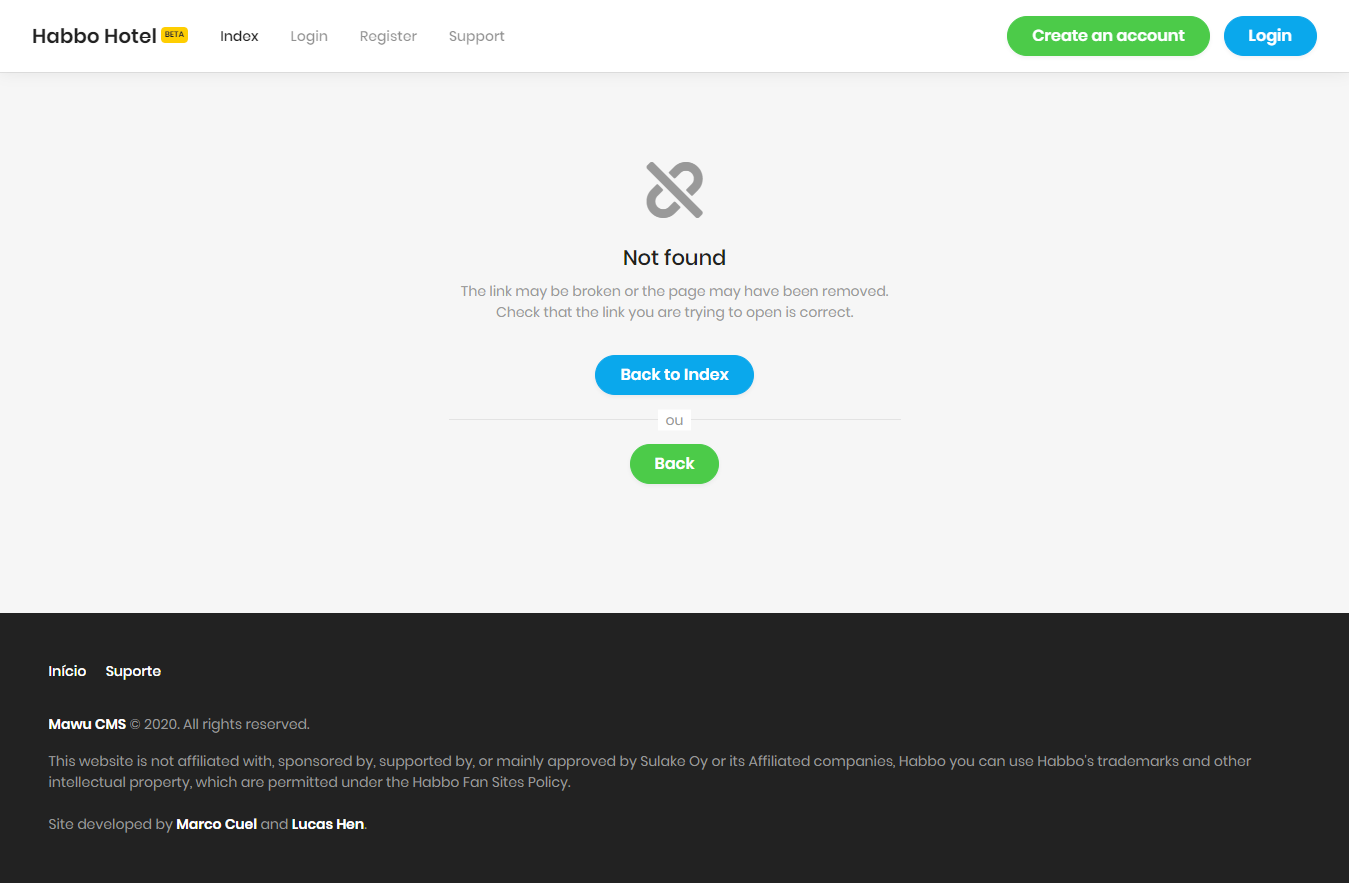 Habbo Hotel BETA Index Login Register Support Create an account Login
Not found
The link may be broken or the page may have been removed.
Check that the link you are trying to open is correct.
Back to Index
ou
Back
Início Suporte
Mawu CMS © 2020. All rights reserved.
This website is not affiliated with, sponsored by, supported by, or mainly approved by Sulake Oy or its Affiliated companies, Habbo you can use Habbo's trademarks and other
intellectual property, which are permitted under the Habbo Fan Sites Policy.
Site developed by Marco Cuel and Lucas Hen.